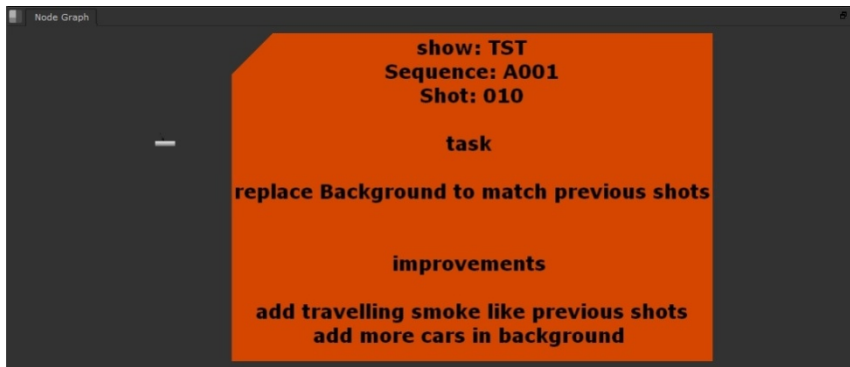 Node Graph
show: TST
Sequence: A001
Shot: 010
task
replace Background to match previous shots
improvements
add travelling smoke like previous shots
add more cars in background